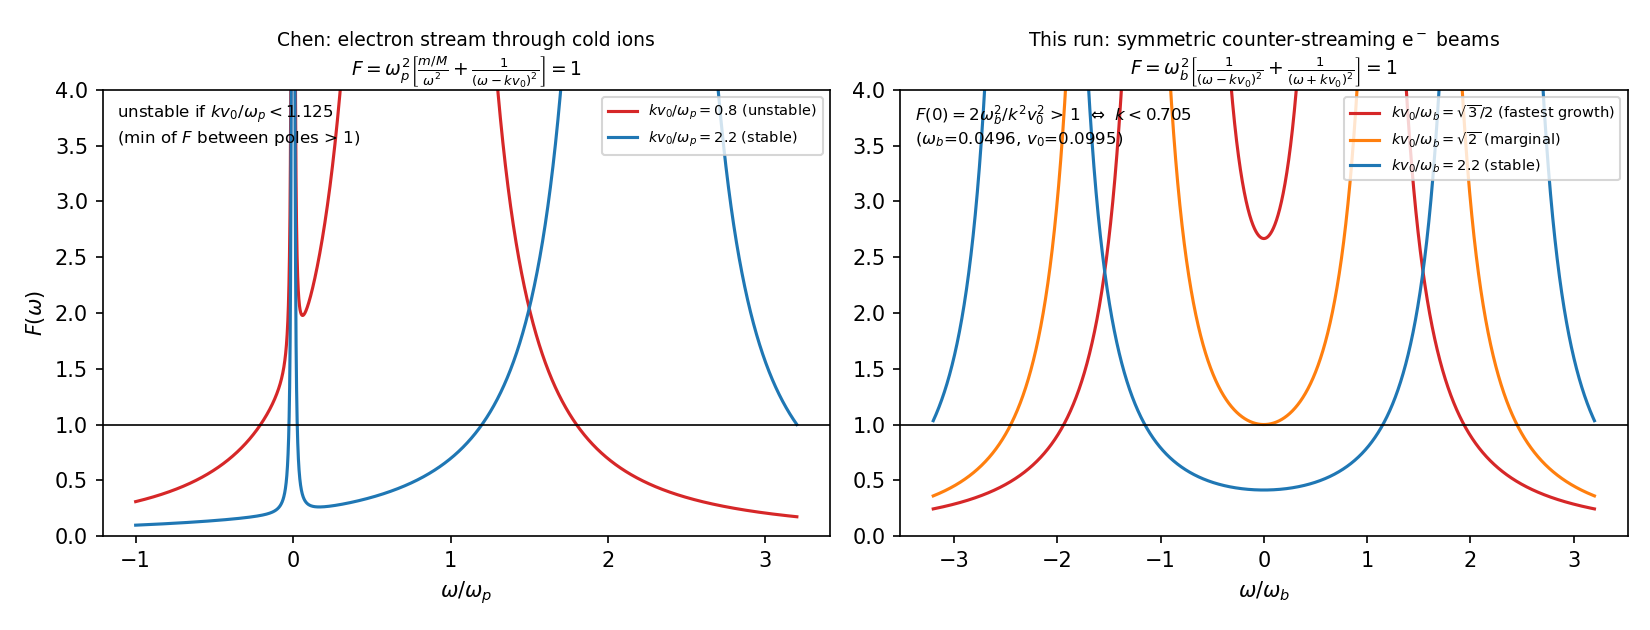 Chen: electron stream through cold ions
F = ω_p^2[\frac{m/M}{ω^2} + \frac{1}{(ω − kv_0)^2}] = 1
unstable if kv_0/ω_p < 1.125
(min of F between poles > 1)
kv_0/ω_p = 0.8 (unstable)
kv_0/ω_p = 2.2 (stable)
F(ω)
4.0
3.5
3.0
2.5
2.0
1.5
1.0
0.5
0.0
−1 0 1 2 3
ω/ω_p
This run: symmetric counter-streaming e^− beams
F = ω_b^2[\frac{1}{(ω − kv_0)^2} + \frac{1}{(ω + kv_0)^2}] = 1
F(0) = 2ω_b^2/k^2v_0^2 > 1 ⇔ k < 0.705
(ω_b=0.0496, v_0=0.0995)
kv_0/ω_b = √3/2 (fastest growth)
kv_0/ω_b = √2 (marginal)
kv_0/ω_b = 2.2 (stable)
4.0
3.5
3.0
2.5
2.0
1.5
1.0
0.5
0.0
−3 −2 −1 0 1 2 3
ω/ω_b